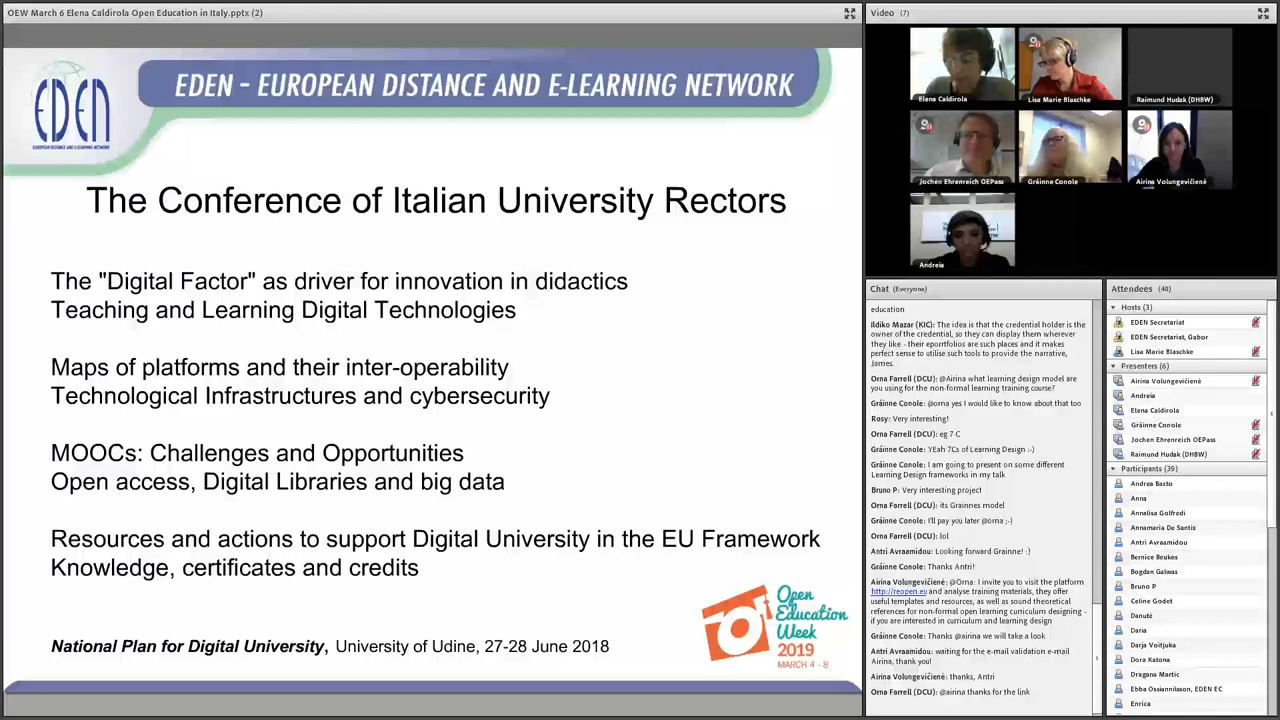 OEW March 6 Elena Caldirola Open Education in Italy.pptx (2)
EDEN
EUROPEAN DISTANCE AND E-LEARNING NETWORK
EDEN - EUROPEAN DISTANCE AND E-LEARNING NETWORK
The Conference of Italian University Rectors
The "Digital Factor" as driver for innovation in didactics
Teaching and Learning Digital Technologies
Maps of platforms and their inter-operability
Technological Infrastructures and cybersecurity
MOOCs: Challenges and Opportunities
Open access, Digital Libraries and big data
Resources and actions to support Digital University in the EU Framework
Knowledge, certificates and credits
National Plan for Digital University, University of Udine, 27-28 June 2018
Open
Education
Week
2019
MARCH 4 - 8
Video (7)
Elena Caldirola
Lisa Marie Blaschke
Raimund Hudak (DHBW)
Jochen Ehrenreich OEPass
Gráinne Conole
Airina Volungevičienė
Andreia
Chat (Everyone)
education
Ildiko Mazar (KIC): The idea is that the credential holder is the
owner of the credential, so they can display them wherever
they like - their eportfolios are such places and it makes
perfect sense to utilise such tools to provide the narrative,
James.
Orna Farrell (DCU): @Airina what learning design model are
you using for the non-formal learning training course?
Gráinne Conole: @orna yes I would like to know about that too
Rosy: Very interesting!
Orna Farrell (DCU): eg 7 C
Gráinne Conole: YEah 7Cs of Learning Design :-)
Gráinne Conole: I am going to present on some different
Learning Design frameworks in my talk
Bruno P: Very interesting project
Orna Farrell (DCU): its Grainnes model
Gráinne Conole: I'll pay you later @orna ;-)
Orna Farrell (DCU): lol
Antri Avraamidou: Looking forward Grainne! :)
Gráinne Conole: Thanks Antri!
Airina Volungevičienė: @Orna: I invite you to visit the platform
http://reopen.eu and analyse training materials, they offer
useful templates and resources, as well as sound theoretical
references for non-formal open learning curriculum designing -
if you are interested in curriculum and learning design
Gráinne Conole: Thanks @airina we will take a look
Antri Avraamidou: waiting for the e-mail validation e-mail
Airina, thank you!
Airina Volungevičienė: thanks, Antri
Orna Farrell (DCU): @airina thanks for the link
Attendees (48)
Hosts (3)
EDEN Secretariat
EDEN Secretariat, Gabor
Lisa Marie Blaschke
Presenters (6)
Airina Volungevičienė
Andreia
Elena Caldirola
Gráinne Conole
Jochen Ehrenreich OEPass
Raimund Hudak (DHBW)
Participants (39)
Andrea Basto
Anna
Annalisa Golfredi
Annamaria De Santis
Antri Avraamidou
Bernice Beukes
Bogdan Galwas
Bruno P
Celine Godet
Danutė
Daria
Darja Voitjuka
Dora Katona
Dragana Martic
Ebba Ossiannilsson, EDEN EC
Enrica